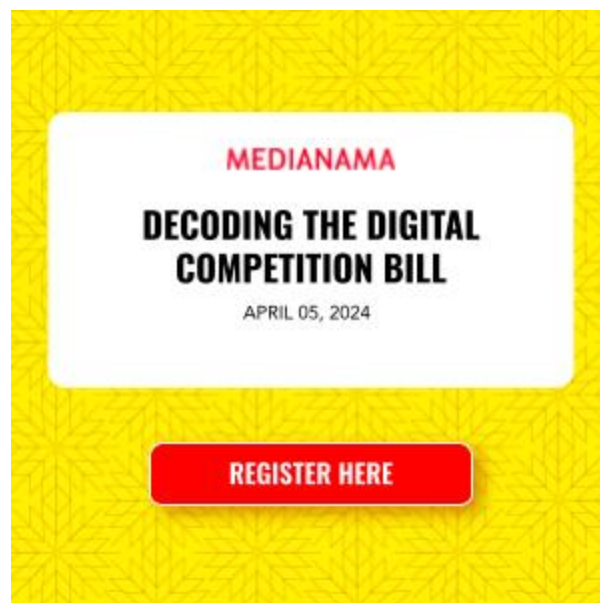 MEDIANAMA
DECODING THE DIGITAL
COMPETITION BILL
APRIL 05, 2024
REGISTER HERE